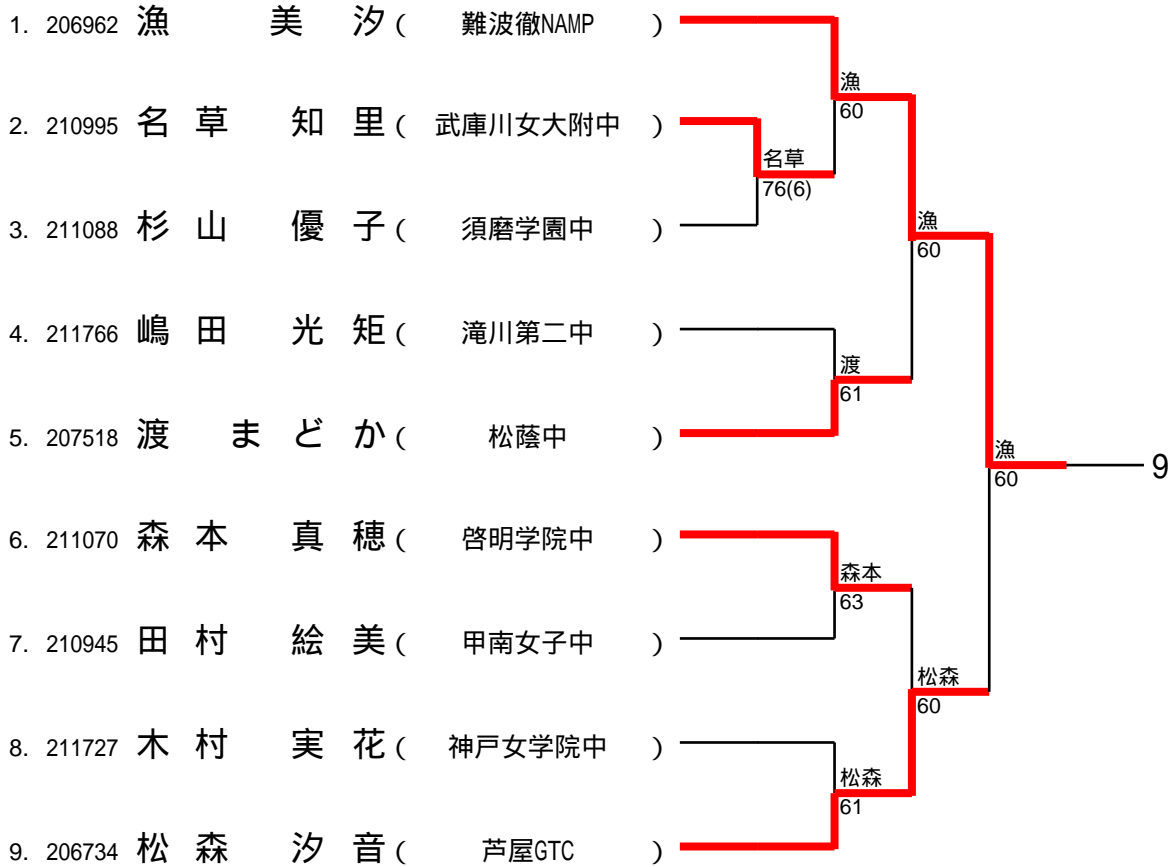 1. 206962 漁 美 汐 ( 難波徹NAMP )
漁
60
2. 210995 名 草 知 里 ( 武庫川女大附中 )
名草
76(6)
3. 211088 杉 山 優 子 ( 須磨学園中 )
漁
60
4. 211766 嶋 田 光 矩 ( 滝川第二中 )
渡
61
5. 207518 渡 ま ど か ( 松蔭中 )
漁
60
9
6. 211070 森 本 真 穂 ( 啓明学院中 )
森本
63
7. 210945 田 村 絵 美 ( 甲南女子中 )
松森
60
8. 211727 木 村 実 花 ( 神戸女学院中 )
松森
61
9. 206734 松 森 汐 音 ( 芦屋GTC )